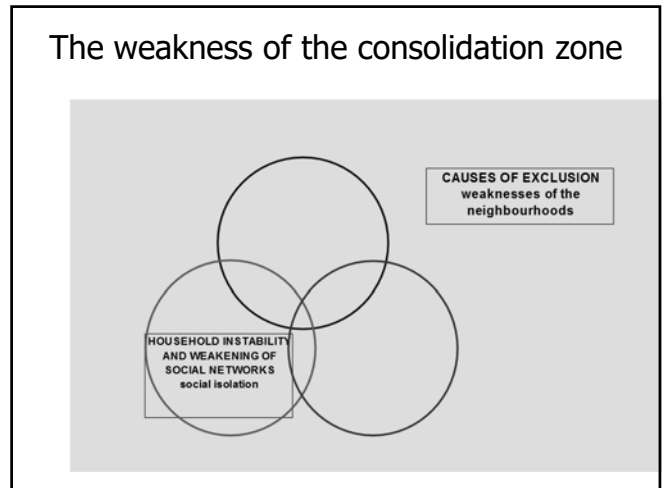 The weakness of the consolidation zone
CAUSES OF EXCLUSION
weaknesses of the
neighbourhoods
HOUSEHOLD INSTABILITY
AND WEAKENING OF
SOCIAL NETWORKS
social isolation